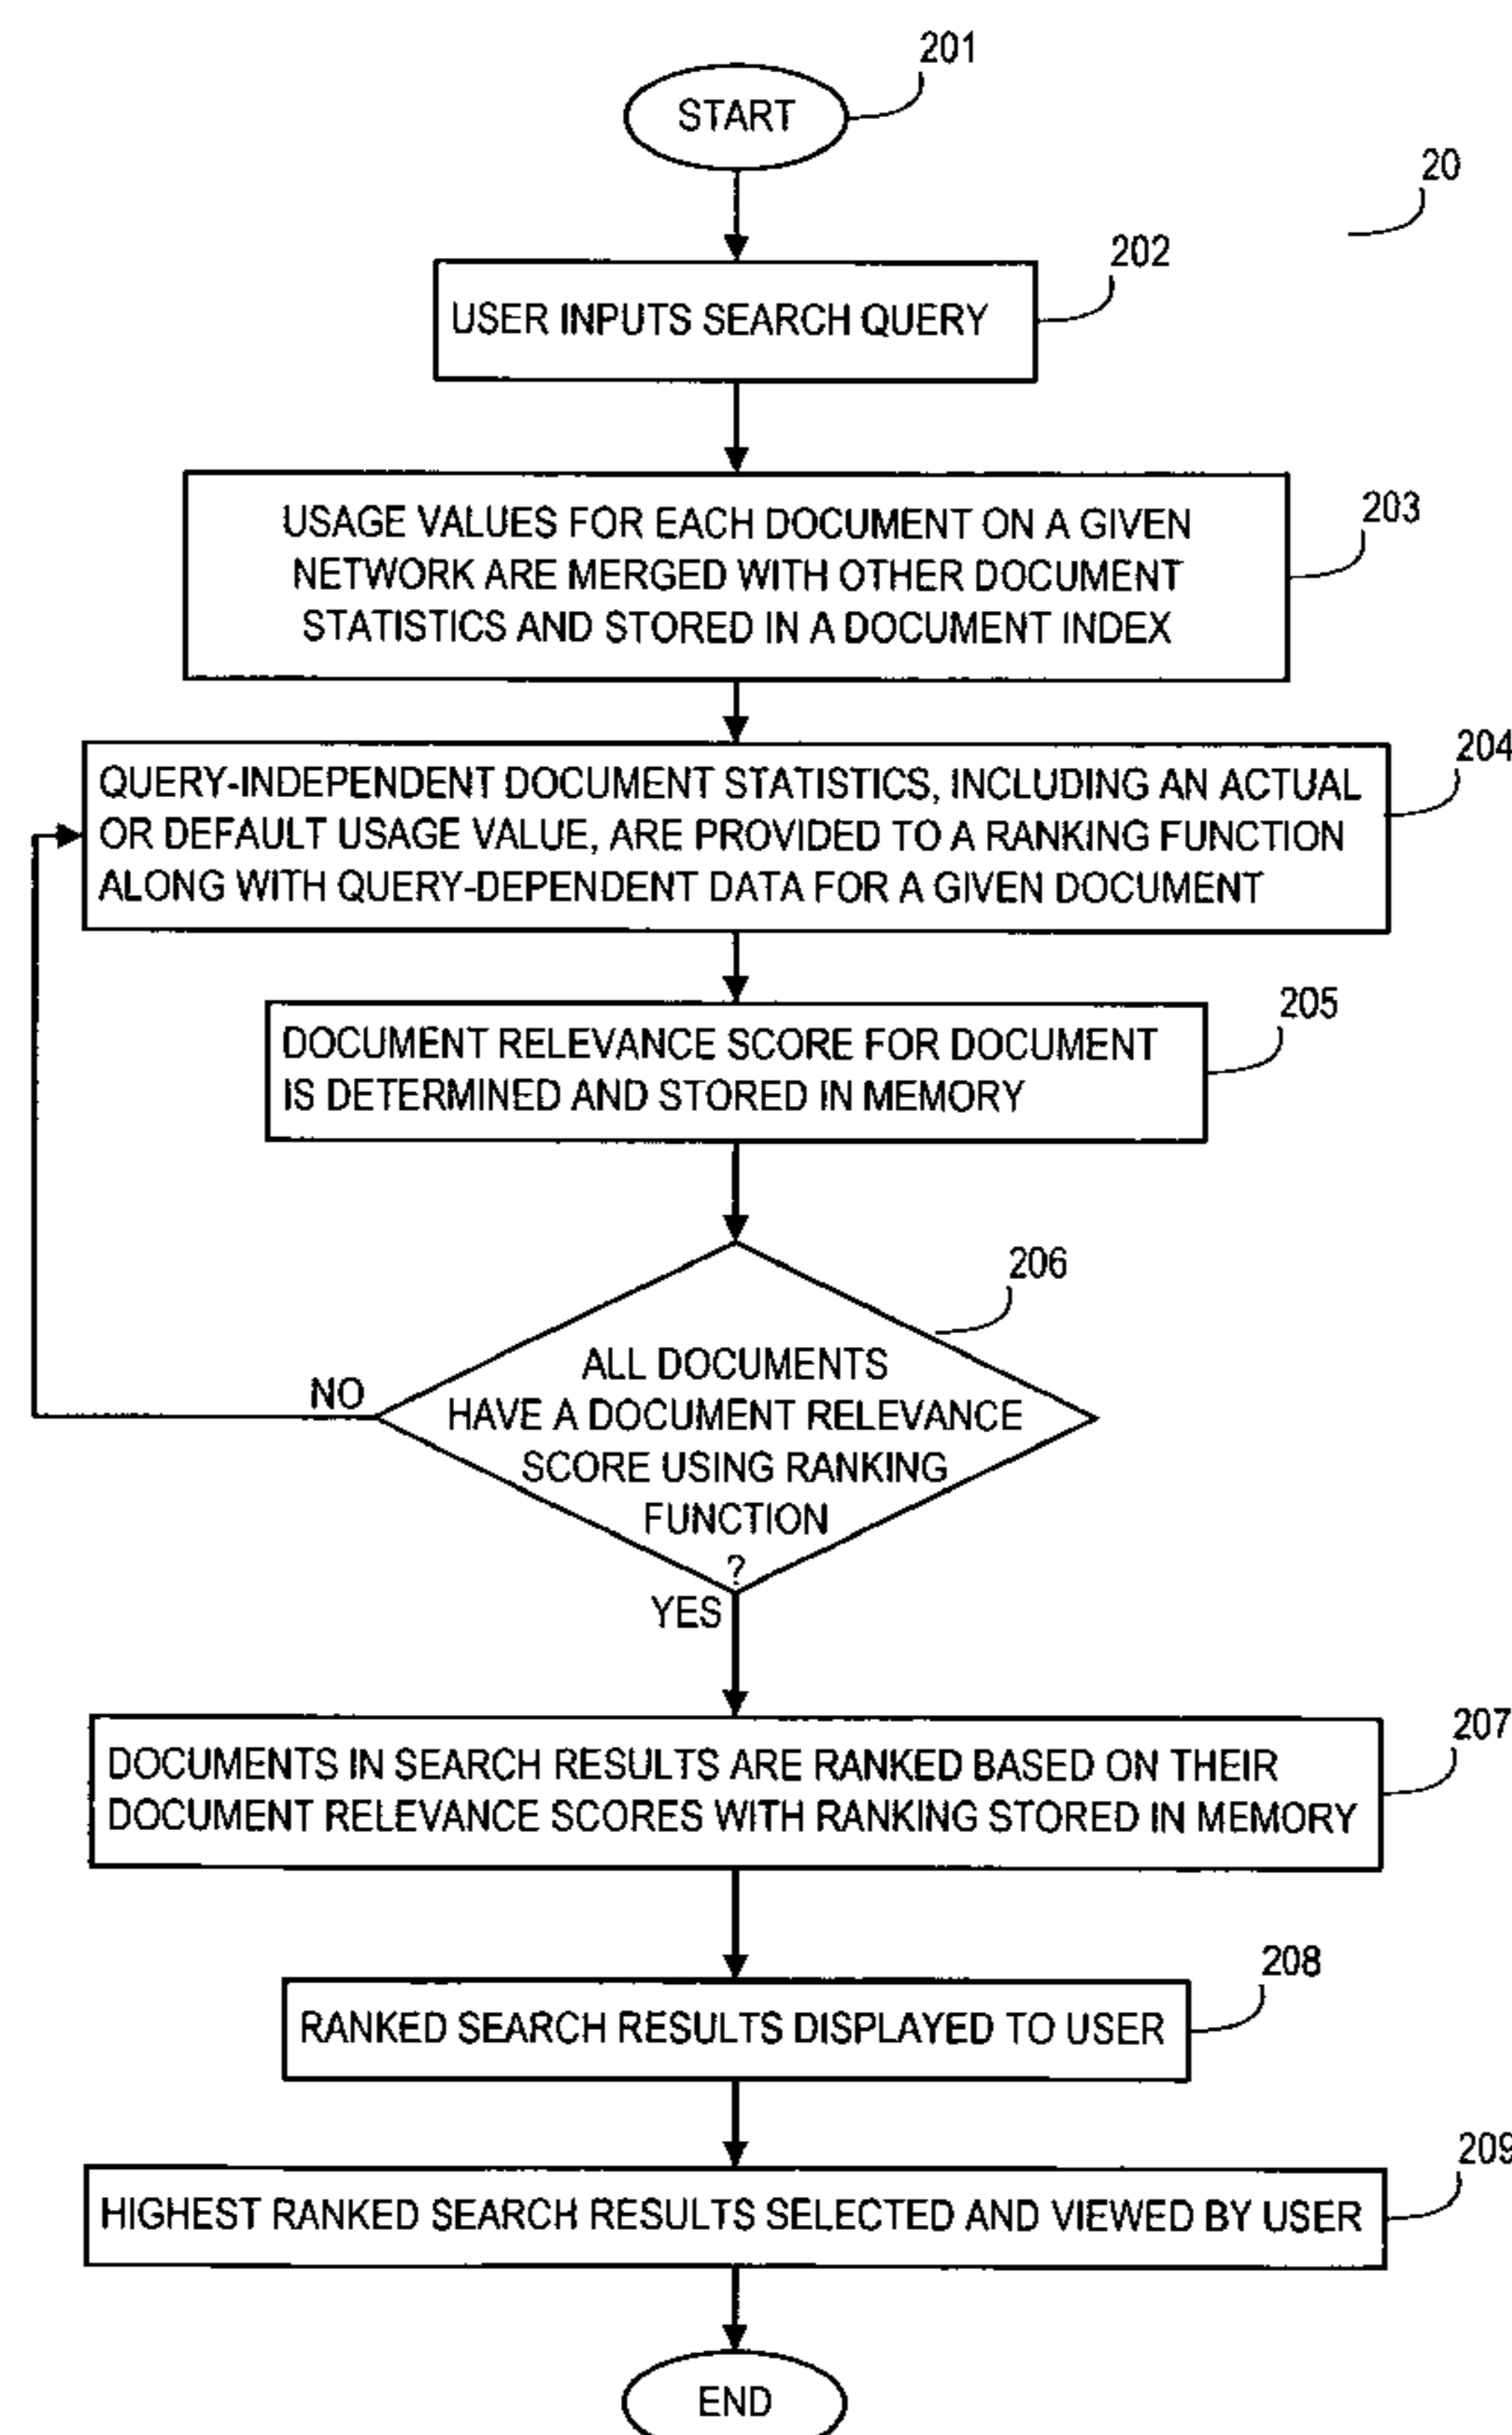 201
START
20
202
USER INPUTS SEARCH QUERY
203
USAGE VALUES FOR EACH DOCUMENT ON A GIVEN
NETWORK ARE MERGED WITH OTHER DOCUMENT
STATISTICS AND STORED IN A DOCUMENT INDEX
204
QUERY-INDEPENDENT DOCUMENT STATISTICS, INCLUDING AN ACTUAL
OR DEFAULT USAGE VALUE, ARE PROVIDED TO A RANKING FUNCTION
ALONG WITH QUERY-DEPENDENT DATA FOR A GIVEN DOCUMENT
205
DOCUMENT RELEVANCE SCORE FOR DOCUMENT
IS DETERMINED AND STORED IN MEMORY
206
ALL DOCUMENTS
HAVE A DOCUMENT RELEVANCE
SCORE USING RANKING
FUNCTION
?
NO
YES
207
DOCUMENTS IN SEARCH RESULTS ARE RANKED BASED ON THEIR
DOCUMENT RELEVANCE SCORES WITH RANKING STORED IN MEMORY
208
RANKED SEARCH RESULTS DISPLAYED TO USER
209
HIGHEST RANKED SEARCH RESULTS SELECTED AND VIEWED BY USER
END